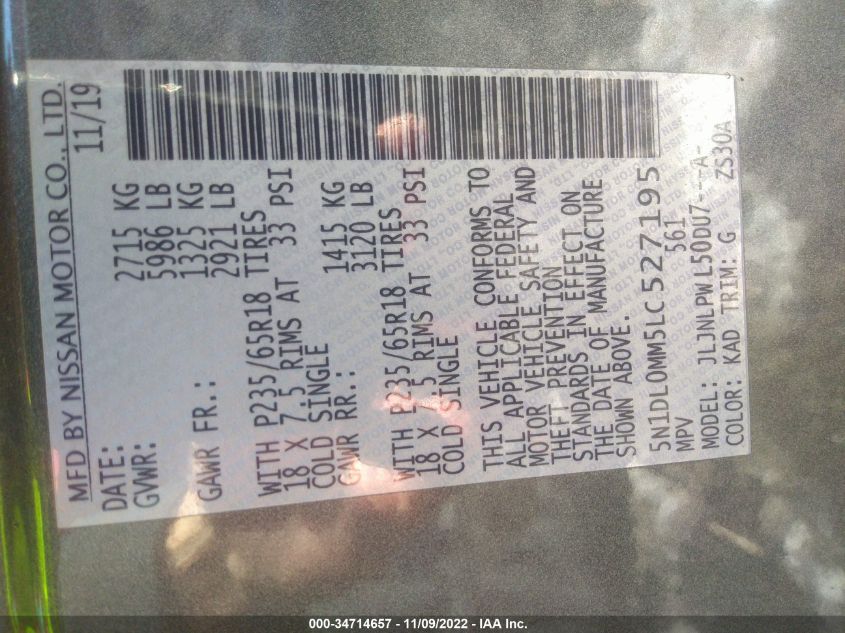 MFD BY NISSAN MOTOR CO., LTD.
DATE: 11/19
GVWR: 2715 KG
5986 LB
GAWR FR.: 1325 KG
2921 LB
WITH P235/65R18 TIRES
18 X 7.5 RIMS AT 33 PSI
COLD SINGLE
GAWR RR.: 1415 KG
3120 LB
WITH P235/65R18 TIRES
18 X 7.5 RIMS AT 33 PSI
COLD SINGLE
THIS VEHICLE CONFORMS TO
ALL APPLICABLE FEDERAL
MOTOR VEHICLE SAFETY AND
THEFT PREVENTION
STANDARDS IN EFFECT ON
THE DATE OF MANUFACTURE
SHOWN ABOVE.
5N1DL0MM5LC527195
MPV 561
MODEL: JLJNLPWL50DU7---A-
COLOR: KAD TRIM: G ZS30A
000-34714657 - 11/09/2022 - IAA Inc.